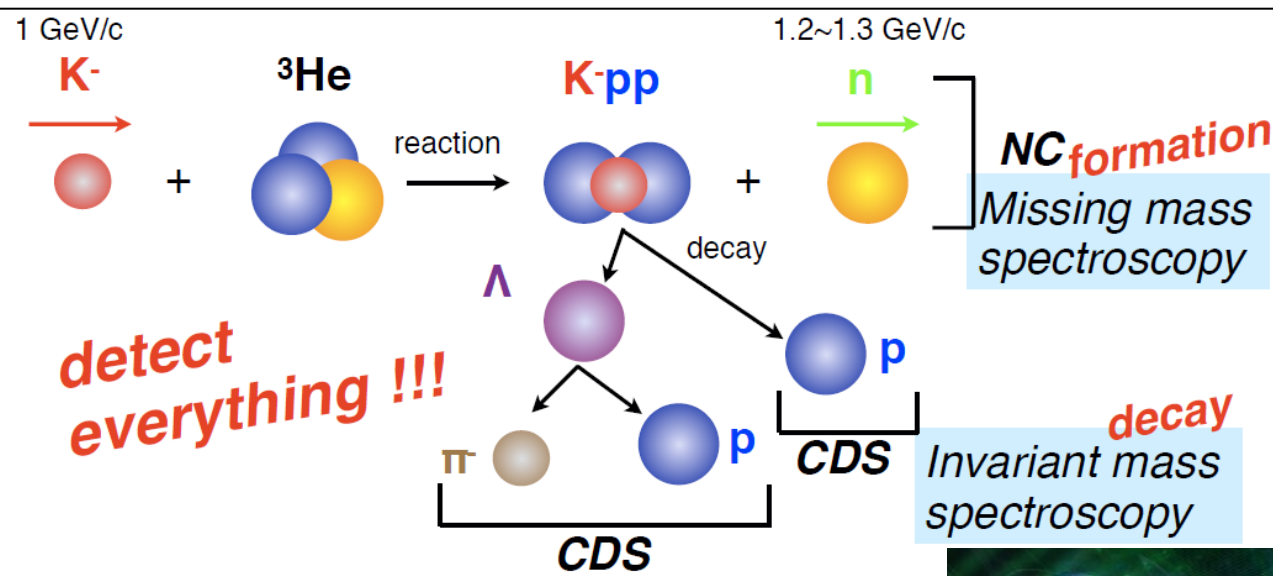 1 GeV/c
1.2~1.3 GeV/c
K-
³He
K-pp
n
+
reaction
+
NC formation
Missing mass
spectroscopy
decay
Λ
detect
everything !!!
p
π-
p
CDS
decay
Invariant mass
spectroscopy
CDS